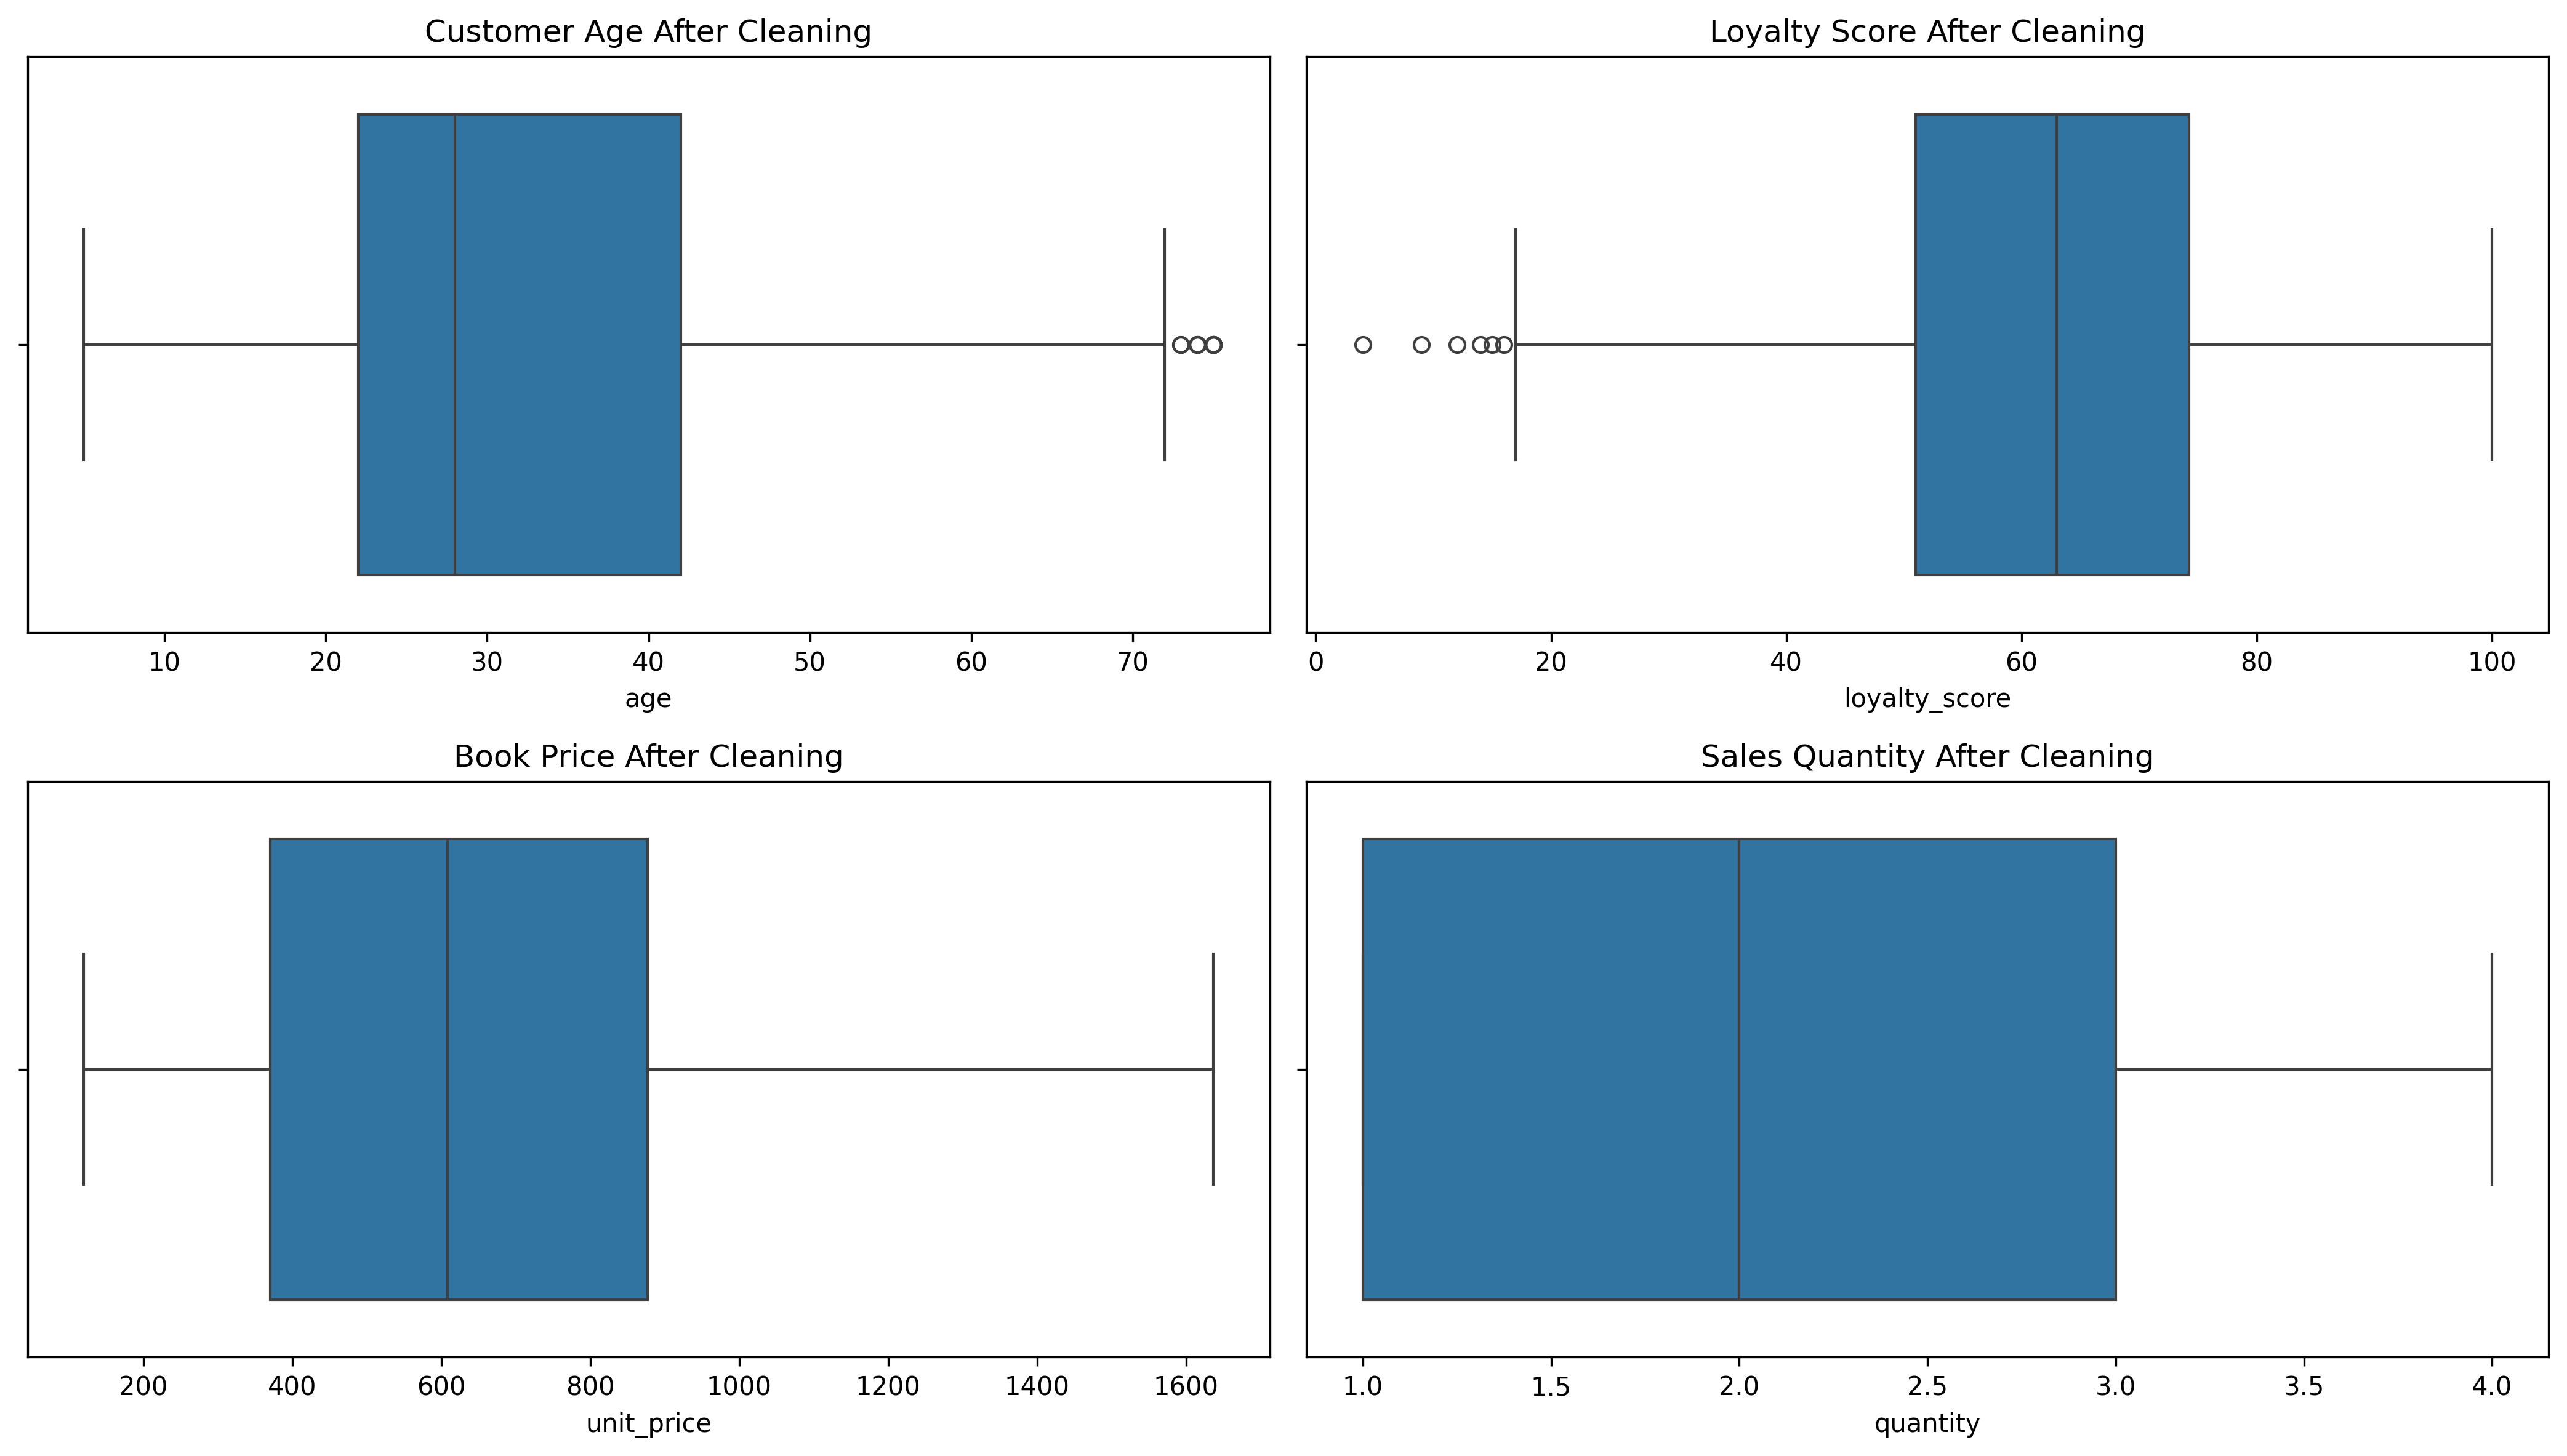 Customer Age After Cleaning
10 20 30 40 50 60 70
age
Loyalty Score After Cleaning
0 20 40 60 80 100
loyalty_score
Book Price After Cleaning
200 400 600 800 1000 1200 1400 1600
unit_price
Sales Quantity After Cleaning
1.0 1.5 2.0 2.5 3.0 3.5 4.0
quantity